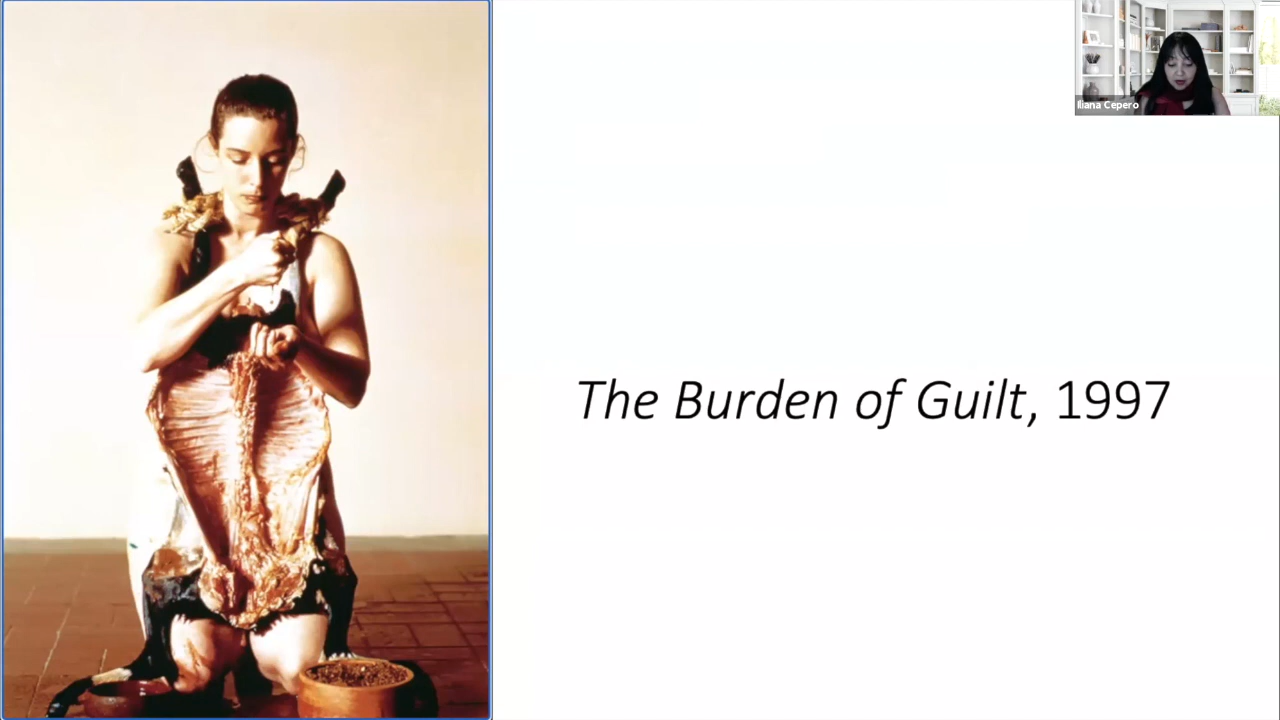 Iliana Cepero
The Burden of Guilt, 1997